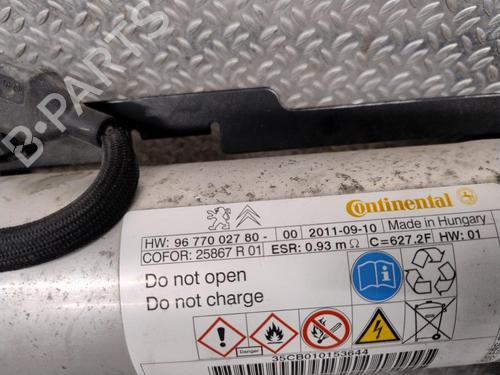 B-PARTS
Continental
HW: 96 770 027 80- 00 2011-09-10 Made in Hungary
COFOR: 25867 R 01 ESR: 0.93 mΩ C=627.2F HW: 01
Do not open
Do not charge
Danger
35CB010153644